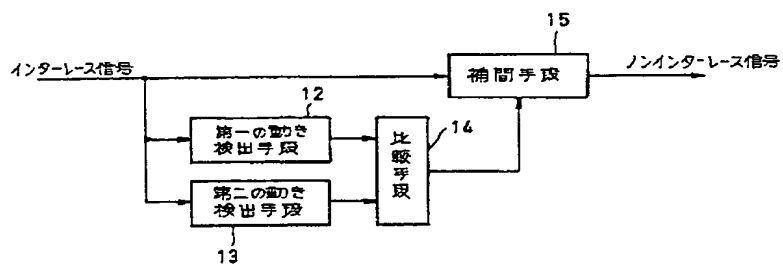 15
インターレース信号
補間手段
ノンインターレース信号
12
第一の動き
検出手段
比較手段
14
第二の動き
検出手段
13